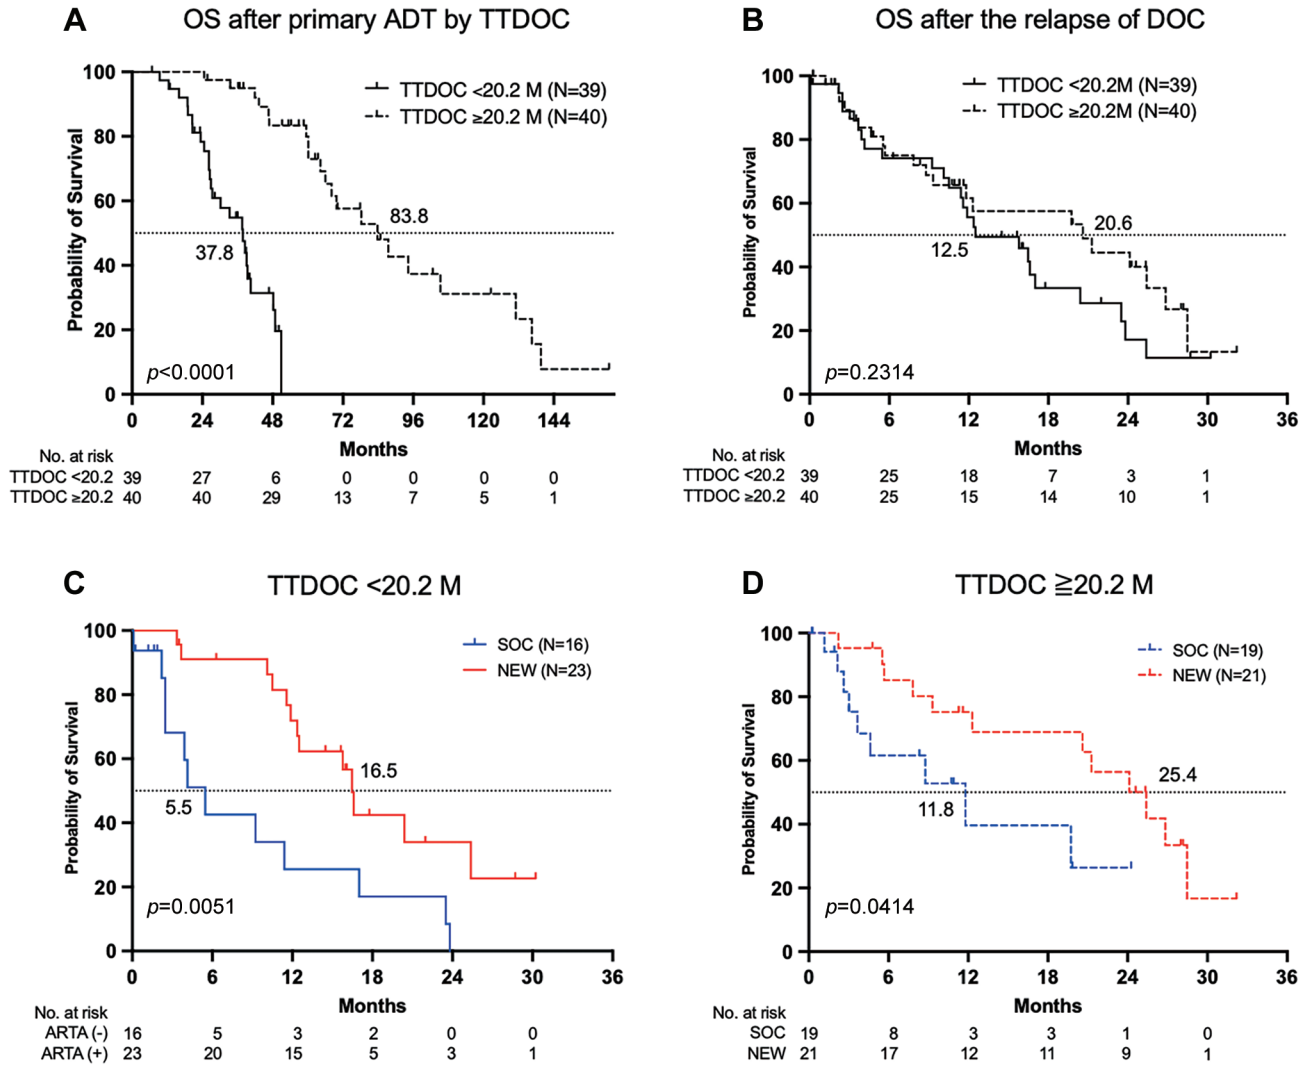 A
OS after primary ADT by TTDOC
100
80
60
40
20
0
Probability of Survival
TTDOC <20.2 M (N=39)
TTDOC ≥20.2 M (N=40)
83.8
37.8
p<0.0001
0 24 48 72 96 120 144
Months
No. at risk
TTDOC <20.2 39 27 6 0 0 0 0
TTDOC ≥20.2 40 40 29 13 7 5 1
B
OS after the relapse of DOC
100
80
60
40
20
0
Probability of Survival
TTDOC <20.2M (N=39)
TTDOC ≥20.2M (N=40)
20.6
12.5
p=0.2314
0 6 12 18 24 30 36
Months
No. at risk
TTDOC <20.2 39 25 18 7 3 1
TTDOC ≥20.2 40 25 15 14 10 1
C
TTDOC <20.2 M
100
80
60
40
20
0
Probability of Survival
SOC (N=16)
NEW (N=23)
16.5
5.5
p=0.0051
0 6 12 18 24 30 36
Months
No. at risk
ARTA (-) 16 5 3 2 0 0
ARTA (+) 23 20 15 5 3 1
D
TTDOC ≧20.2 M
100
80
60
40
20
0
Probability of Survival
SOC (N=19)
NEW (N=21)
25.4
11.8
p=0.0414
0 6 12 18 24 30 36
Months
No. at risk
SOC 19 8 3 3 1 0
NEW 21 17 12 11 9 1